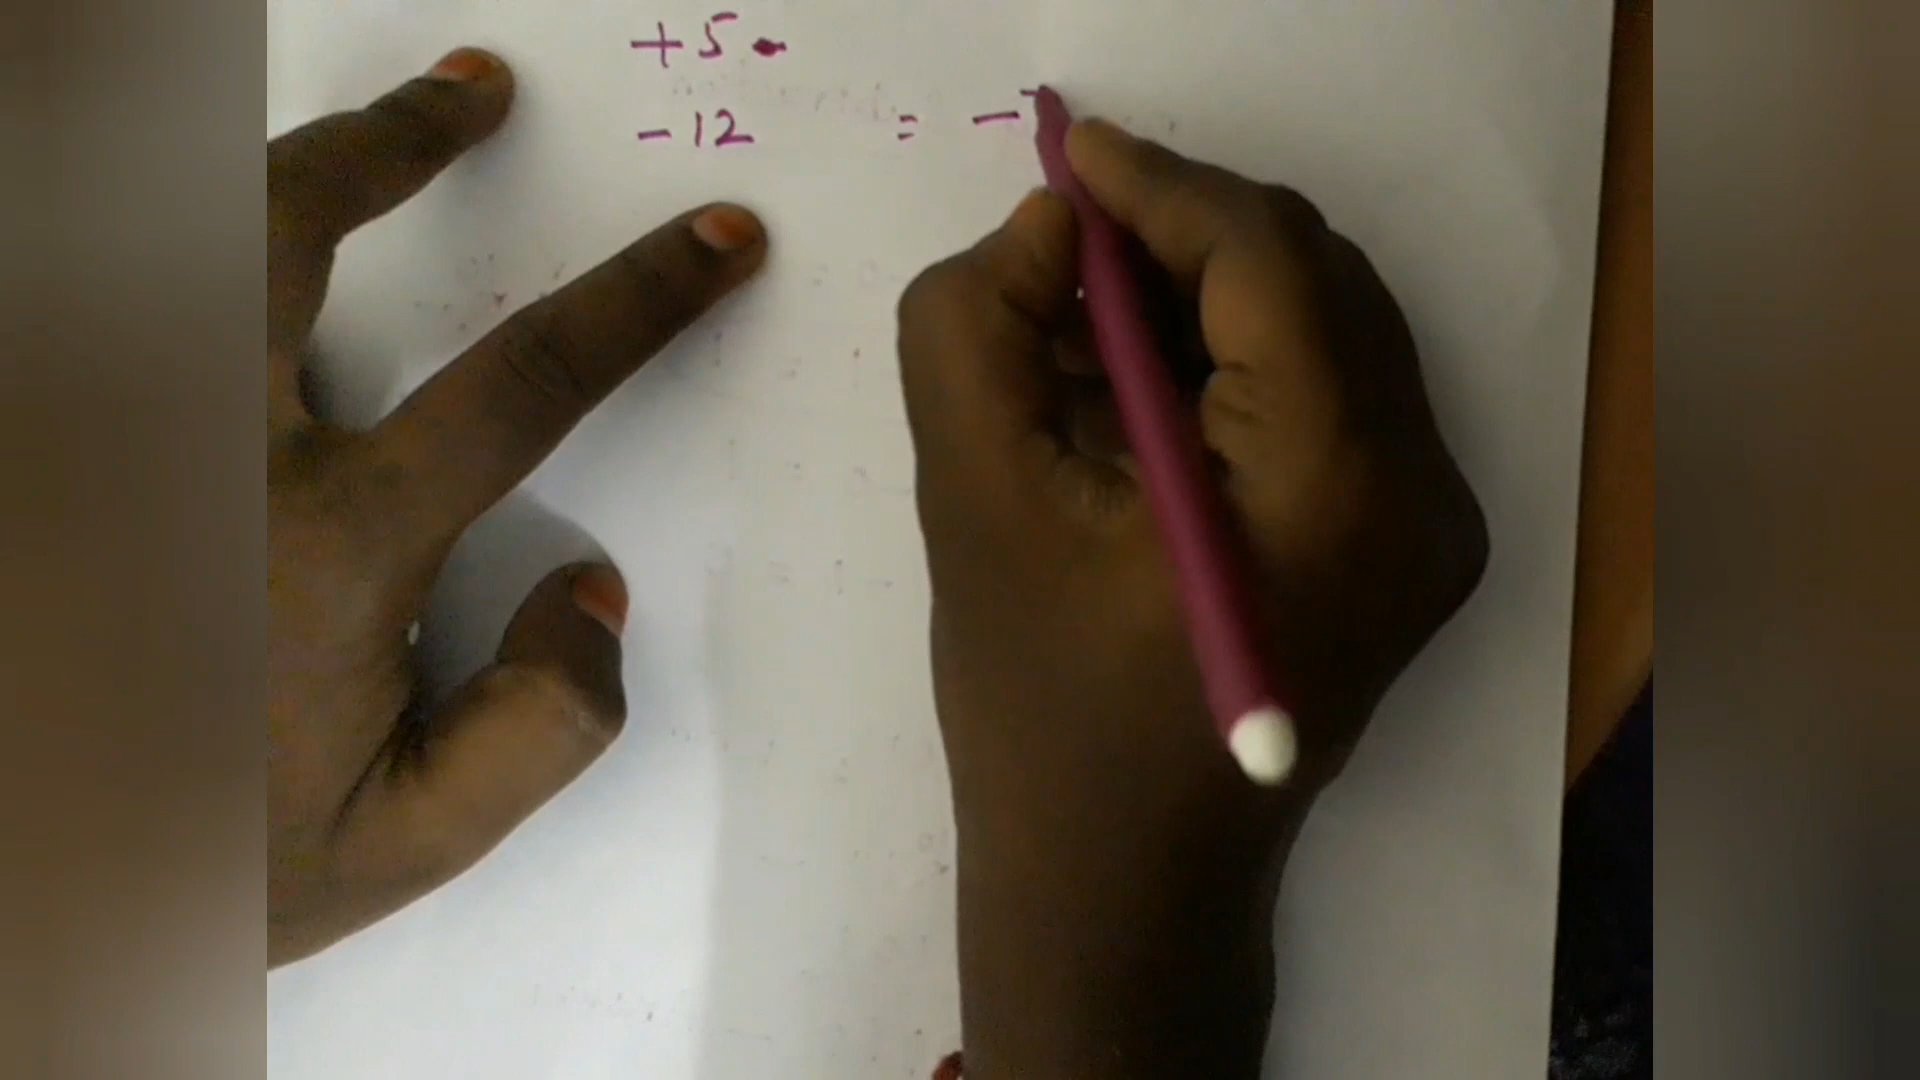 +5
-12 = -